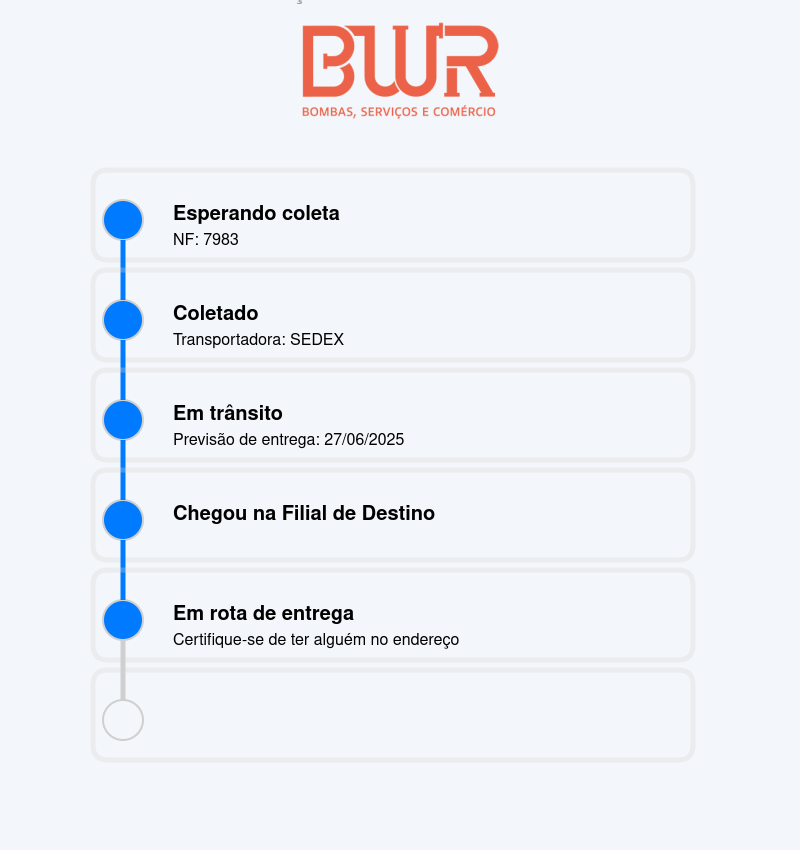 BWR
BOMBAS, SERVIÇOS E COMÉRCIO
Esperando coleta
NF: 7983
Coletado
Transportadora: SEDEX
Em trânsito
Previsão de entrega: 27/06/2025
Chegou na Filial de Destino
Em rota de entrega
Certifique-se de ter alguém no endereço